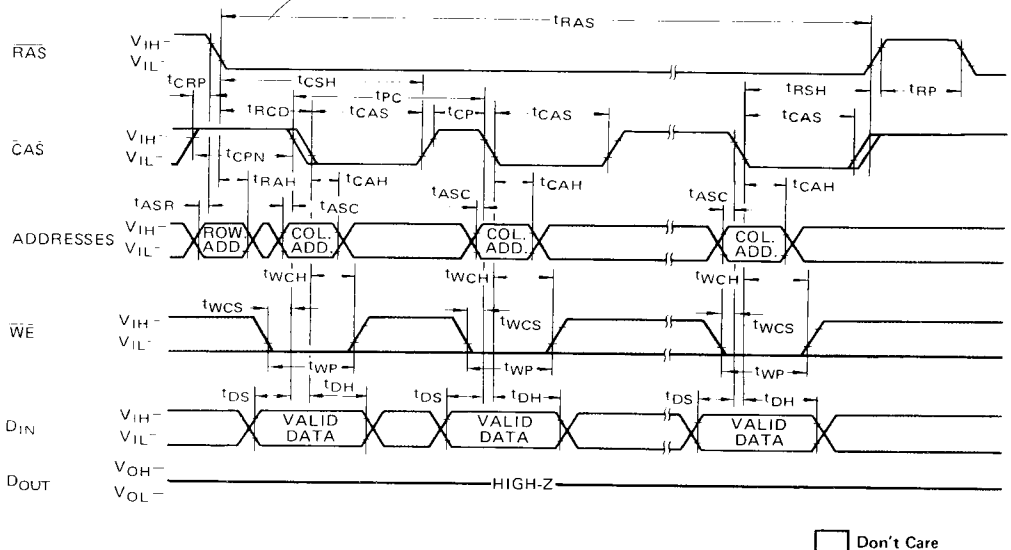 tRAS
RAS
VIH-
VIL-
tCRP
tCSH
tPC
tRSH
tRP
tRCD
tCAS
tCP
tCAS
tCAS
CAS
VIH-
VIL-
tCPN
tRAH
tCAH
tCAH
tCAH
tASR
tASC
tASC
tASC
ADDRESSES
VIH-
VIL-
ROW ADD.
COL. ADD.
COL. ADD.
COL. ADD.
tWCH
tWCH
tWCH
tWCS
tWCS
tWCS
WE
VIH-
VIL-
tWP
tWP
tWP
tDS
tDH
tDS
tDH
tDS
tDH
DIN
VIH-
VIL-
VALID DATA
VALID DATA
VALID DATA
DOUT
VOH-
VOL-
HIGH-Z
Don't Care